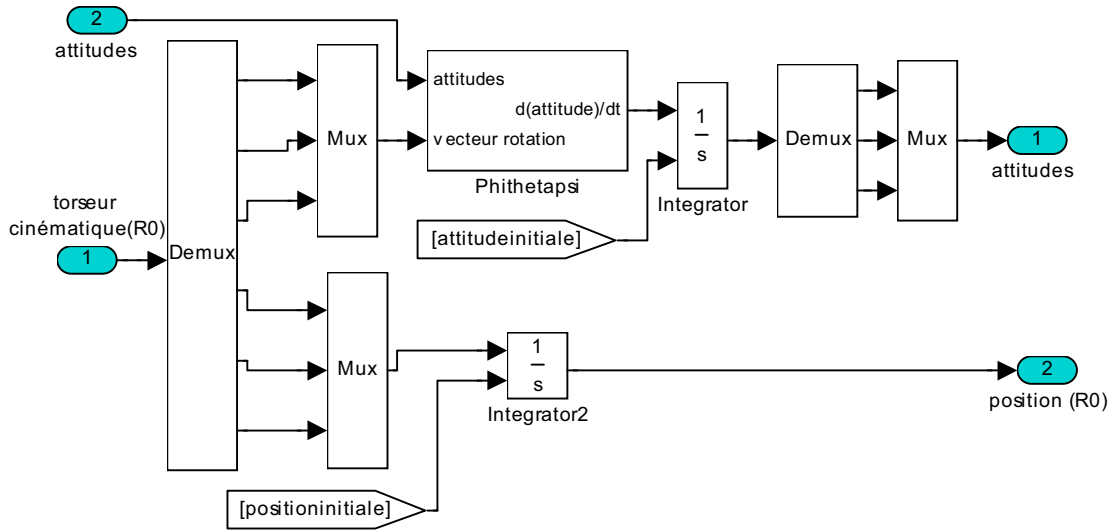 2
attitudes
torseur
cinématique(R0)
1
Demux
Mux
attitudes
d(attitude)/dt
vecteur rotation
Phithetapsi
[attitudeinitiale]
1
s
Integrator
Demux
Mux
1
attitudes
Mux
1
s
Integrator2
[positioninitiale]
2
position (R0)